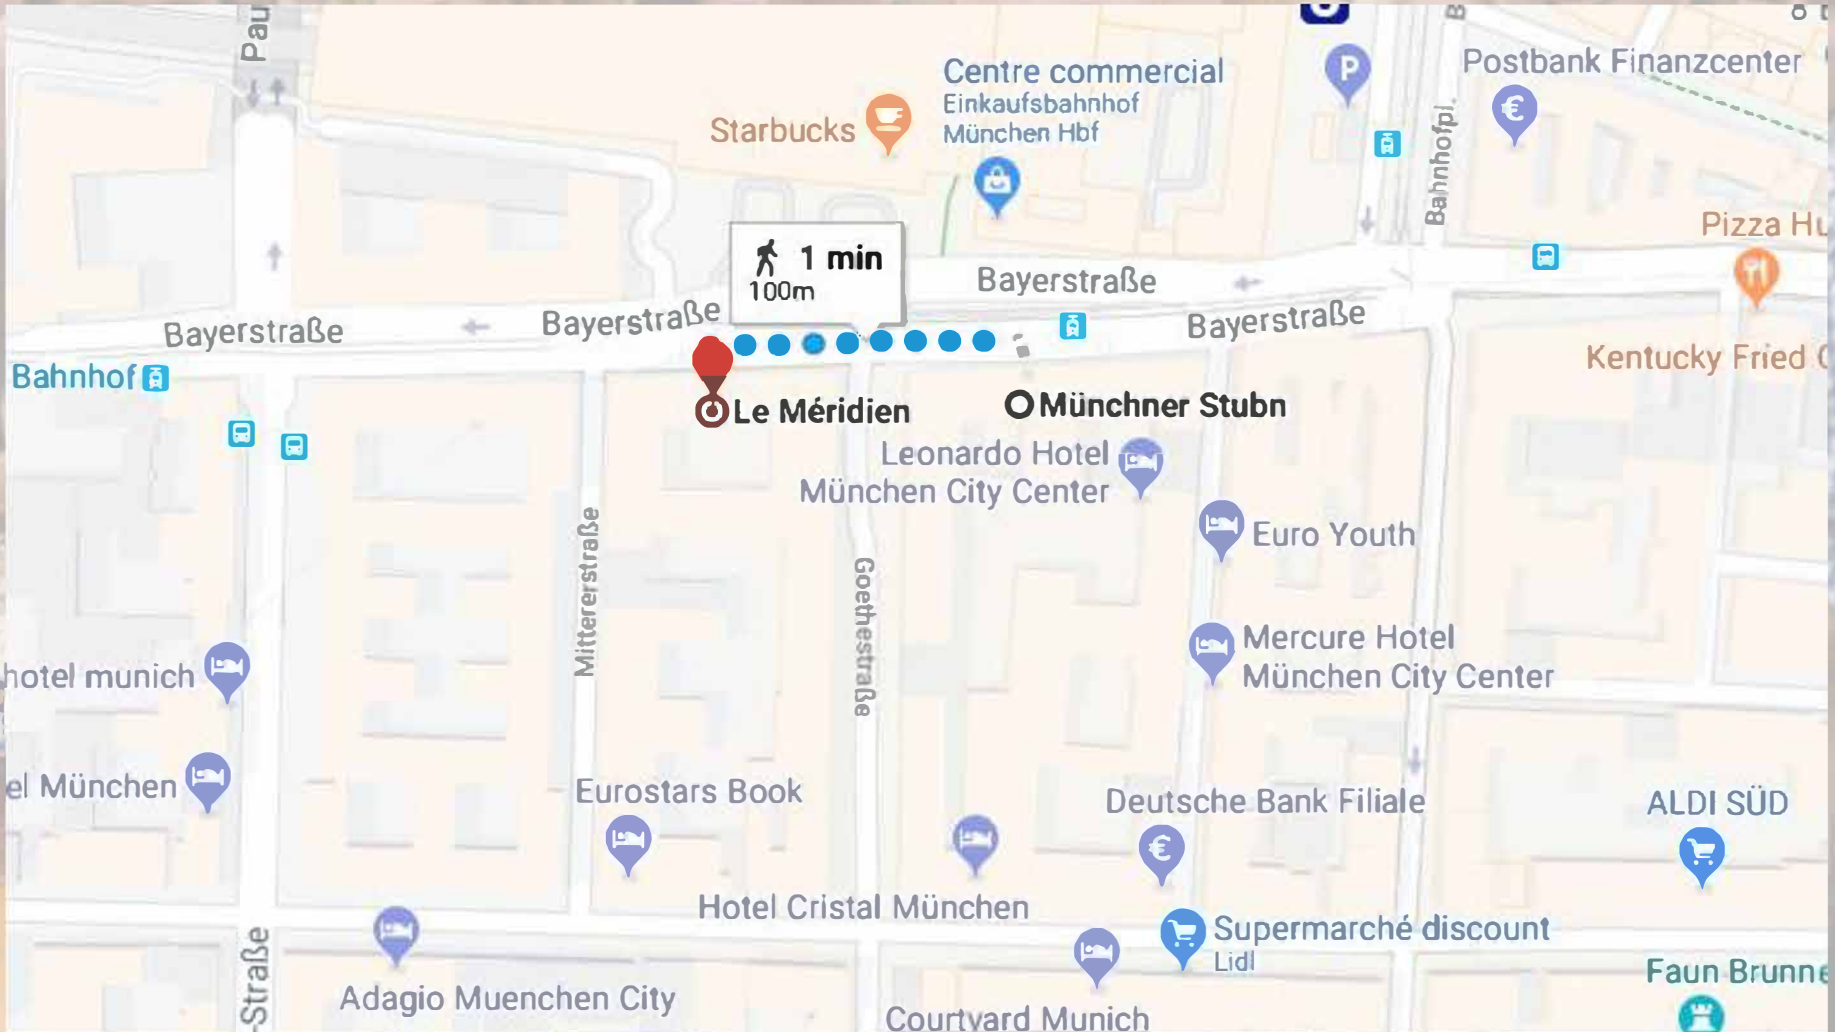 Pau
Centre commercial
Einkaufsbahnhof
München Hbf
Postbank Finanzcenter
P
€
Starbucks
Bahnhofpl.
Pizza Hu
1 min
100m
Bayerstraße
Bayerstraße
Bayerstraße
Bayerstraße
Kentucky Fried
Bahnhof
Le Méridien
Münchner Stubn
Leonardo Hotel
München City Center
Euro Youth
Mittererstraße
Goethestraße
Mercure Hotel
München City Center
hotel munich
el München
Eurostars Book
Deutsche Bank Filiale
€
ALDI SÜD
Hotel Cristal München
Supermarché discount
Lidl
-Straße
Adagio Muenchen City
Courtyard Munich
Faun Brunne